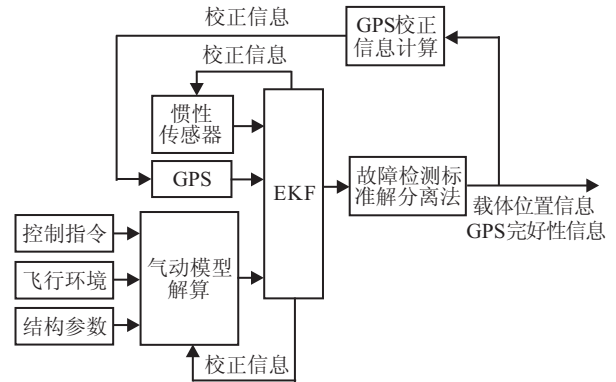 校正信息
GPS校正
信息计算
校正信息
惯性
传感器
GPS
EKF
故障检测标
准解分离法
载体位置信息
GPS完好性信息
控制指令
飞行环境
结构参数
气动模型
解算
校正信息